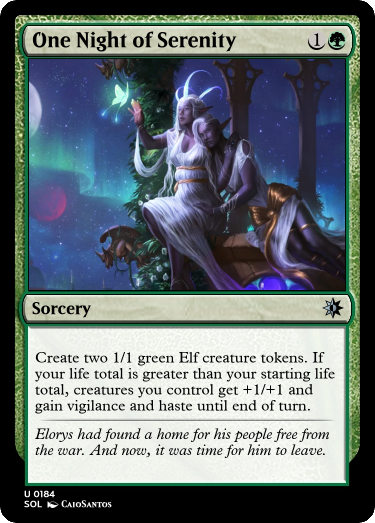 One Night of Serenity 1
Sorcery
Create two 1/1 green Elf creature tokens. If
your life total is greater than your starting life
total, creatures you control get +1/+1 and
gain vigilance and haste until end of turn.
Elorys had found a home for his people free from
the war. And now, it was time for him to leave.
U 0184
SOL CaioSantos